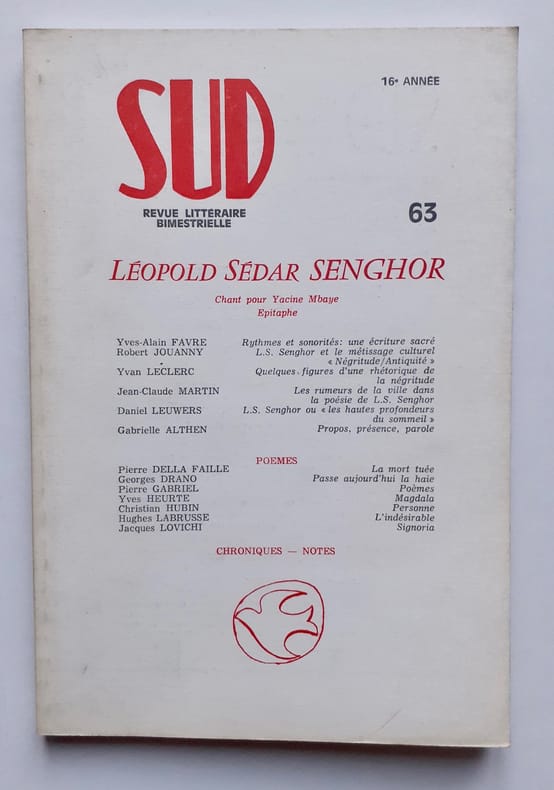 SUD
16e ANNÉE
REVUE LITTÉRAIRE
BIMESTRIELLE
63
LÉOPOLD SÉDAR SENGHOR
Chant pour Yacine Mbaye
Epitaphe
Yves-Alain FAVRE Rythmes et sonorités: une écriture sacré
Robert JOUANNY L.S. Senghor et le métissage culturel
« Négritude/Antiquité »
Yvan LECLERC Quelques figures d'une rhétorique de
la négritude
Jean-Claude MARTIN Les rumeurs de la ville dans
la poésie de L.S. Senghor
Daniel LEUWERS L.S. Senghor ou « les hautes profondeurs
du sommeil »
Gabrielle ALTHEN Propos, présence, parole
POEMES
Pierre DELLA FAILLE La mort tuée
Georges DRANO Passe aujourd'hui la haie
Pierre GABRIEL Poèmes
Yves HEURTE Magdala
Christian HUBIN Personne
Hughes LABRUSSE L'indésirable
Jacques LOVICHI Signoria
CHRONIQUES — NOTES